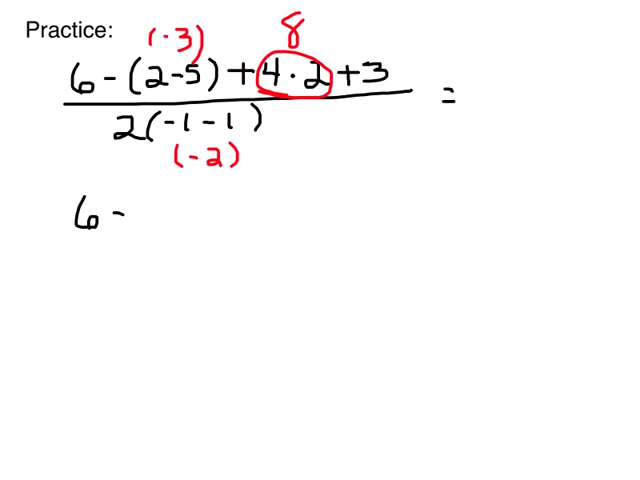 Practice:
(-3)
8
6 - (2-5) + 4 · 2 + 3
=
2(-1 - 1)
(-2)
6 -